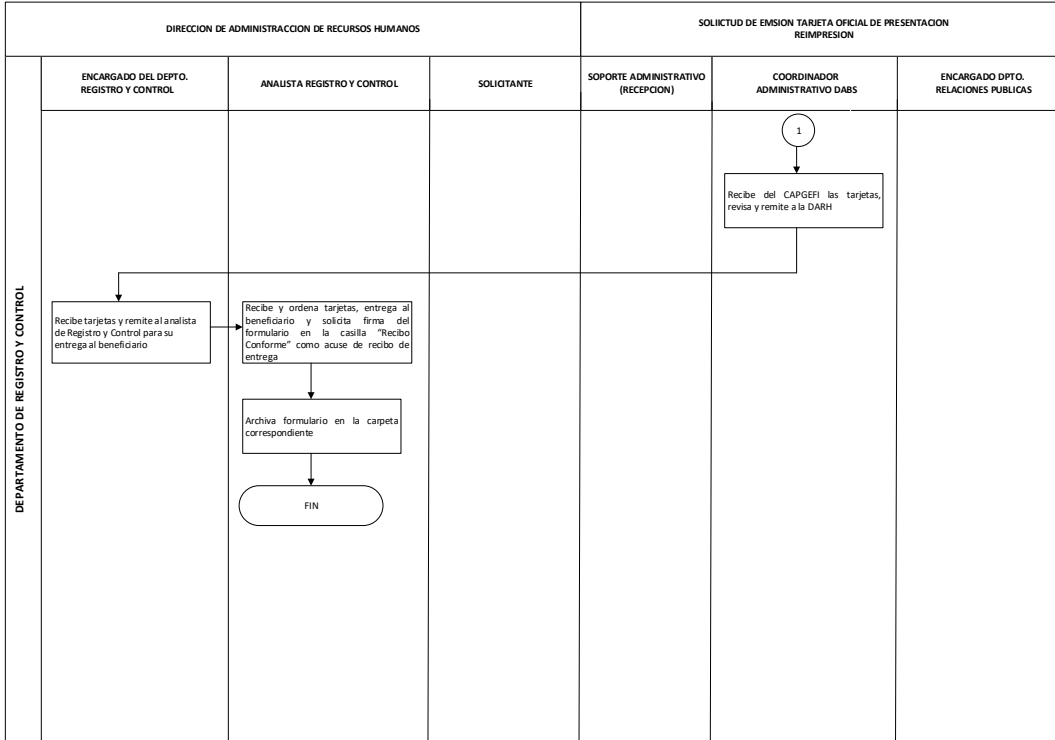 DIRECCION DE ADMINISTRACCION DE RECURSOS HUMANOS
SOLIICTUD DE EMSION TARJETA OFICIAL DE PRESENTACION
REIMPRESION
ENCARGADO DEL DEPTO.
REGISTRO Y CONTROL
ANALISTA REGISTRO Y CONTROL
SOLICITANTE
SOPORTE ADMINISTRATIVO
(RECEPCION)
COORDINADOR
ADMINISTRATIVO DABS
ENCARGADO DPTO.
RELACIONES PUBLICAS
DEPARTAMENTO DE REGISTRO Y CONTROL
1
Recibe del CAPGEFI las tarjetas,
revisa y remite a la DARH
Recibe tarjetas y remite al analista
de Registro y Control para su
entrega al beneficiario
Recibe y ordena tarjetas, entrega al
beneficiario y solicita firma del
formulario en la casilla “Recibo
Conforme” como acuse de recibo de
entrega
Archiva formulario en la carpeta
correspondiente
FIN